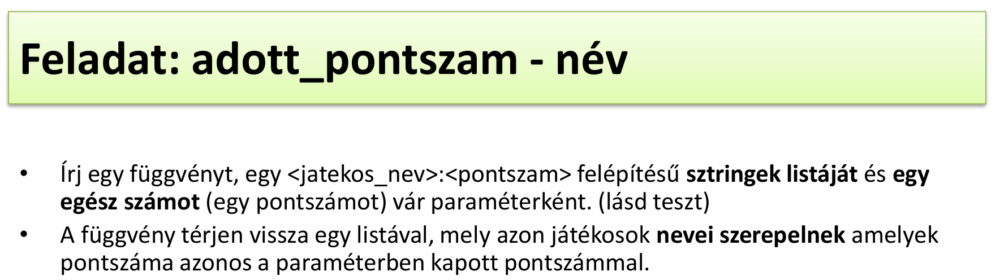 Feladat: adott_pontszam - név
• Írj egy függvényt, egy <jatekos_nev>:<pontszam> felépítésű sztringek listáját és egy
egész számot (egy pontszámot) vár paraméterként. (lásd teszt)
• A függvény térjen vissza egy listával, mely azon játékosok nevei szerepelnek amelyek
pontszáma azonos a paraméterben kapott pontszámmal.